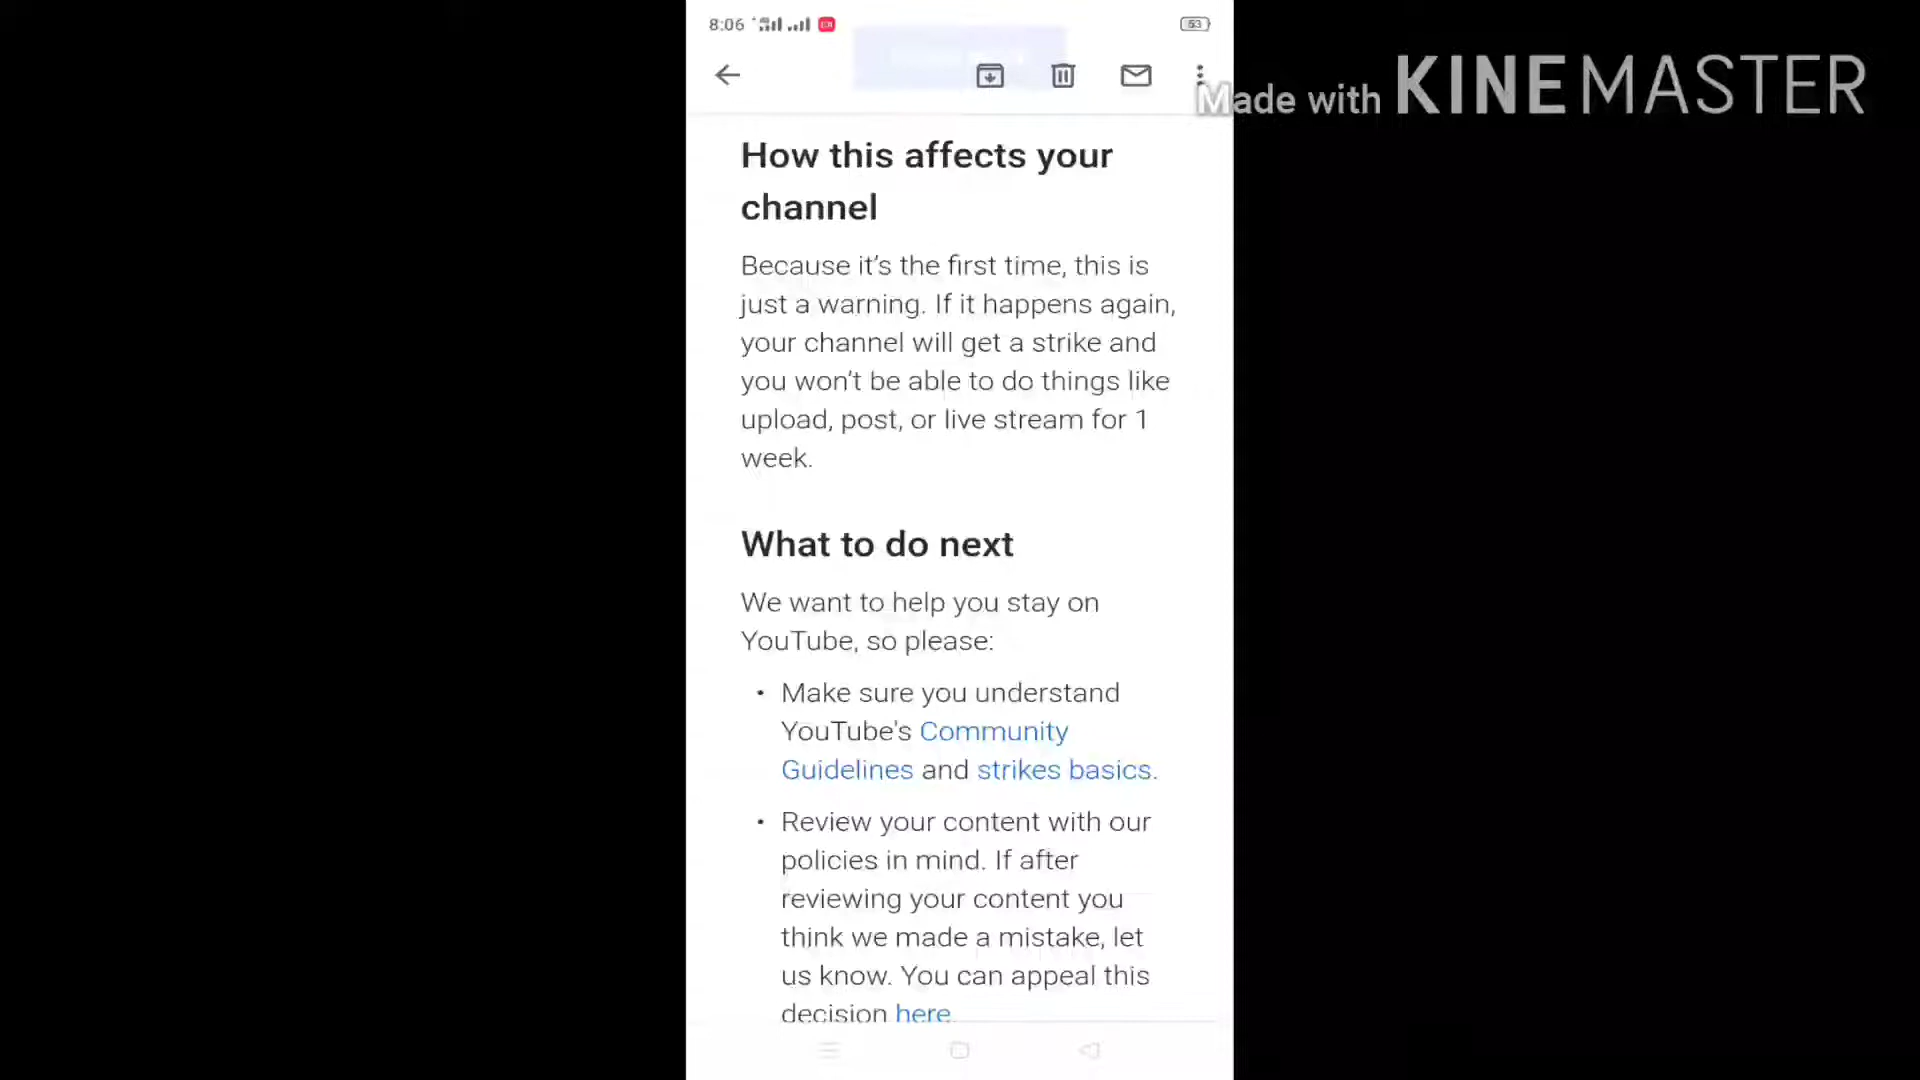 8:06
53
Made with KINEMASTER
How this affects your
channel
Because it's the first time, this is
just a warning. If it happens again,
your channel will get a strike and
you won't be able to do things like
upload, post, or live stream for 1
week.
What to do next
We want to help you stay on
YouTube, so please:
• Make sure you understand
YouTube's Community
Guidelines and strikes basics.
• Review your content with our
policies in mind. If after
reviewing your content you
think we made a mistake, let
us know. You can appeal this
decision here.